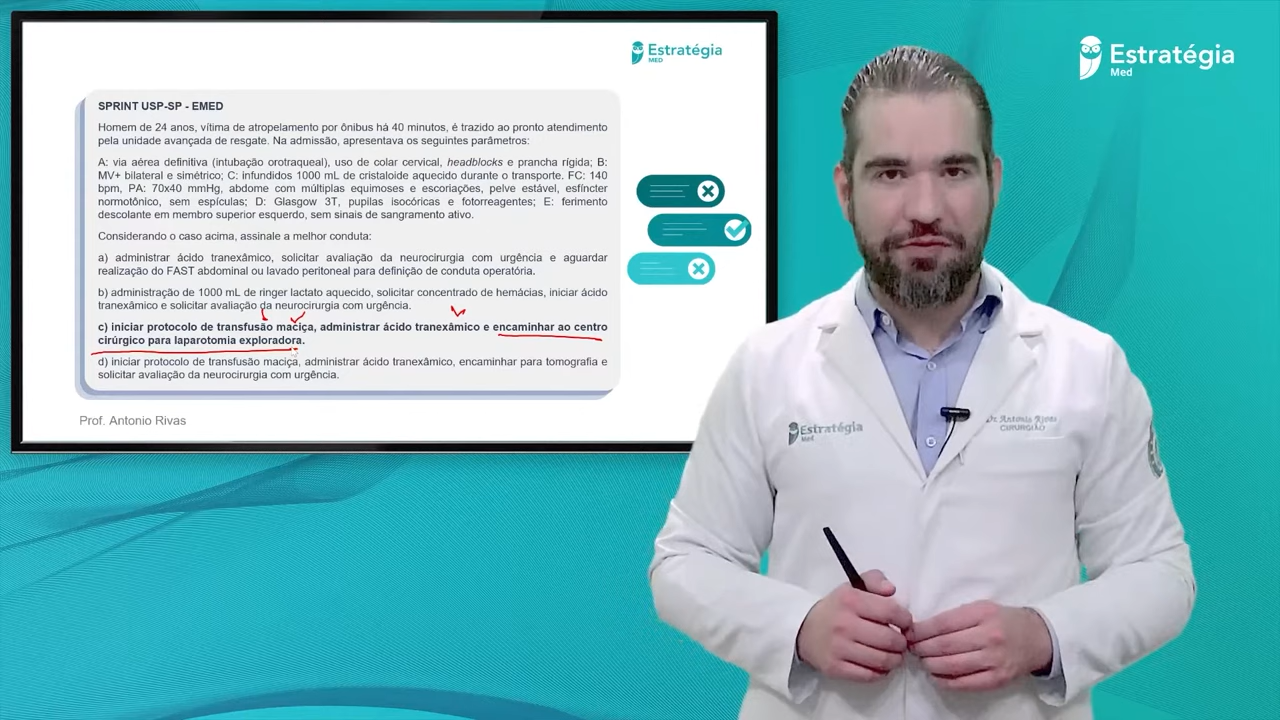 Estratégia
MED
SPRINT USP-SP - EMED
Homem de 24 anos, vítima de atropelamento por ônibus há 40 minutos, é trazido ao pronto atendimento
pela unidade avançada de resgate. Na admissão, apresentava os seguintes parâmetros:
A: via aérea definitiva (intubação orotraqueal), uso de colar cervical, headblocks e prancha rígida; B:
MV+ bilateral e simétrico; C: infundidos 1000 mL de cristaloide aquecido durante o transporte. FC: 140
bpm, PA: 70x40 mmHg, abdome com múltiplas equimoses e escoriações, pelve estável, esfíncter
normotônico, sem espículas; D: Glasgow 3T, pupilas isocóricas e fotorreagentes; E: ferimento
descolante em membro superior esquerdo, sem sinais de sangramento ativo.
Considerando o caso acima, assinale a melhor conduta:
a) administrar ácido tranexâmico, solicitar avaliação da neurocirurgia com urgência e aguardar
realização do FAST abdominal ou lavado peritoneal para definição de conduta operatória.
b) administração de 1000 mL de ringer lactato aquecido, solicitar concentrado de hemácias, iniciar ácido
tranexâmico e solicitar avaliação da neurocirurgia com urgência.
c) iniciar protocolo de transfusão maciça, administrar ácido tranexâmico e encaminhar ao centro
cirúrgico para laparotomia exploradora.
d) iniciar protocolo de transfusão maciça, administrar ácido tranexâmico, encaminhar para tomografia e
solicitar avaliação da neurocirurgia com urgência.
Prof. Antonio Rivas
Estratégia
Med
Estratégia
Med
Dr. Antonio Rivas
CIRURGIÃO